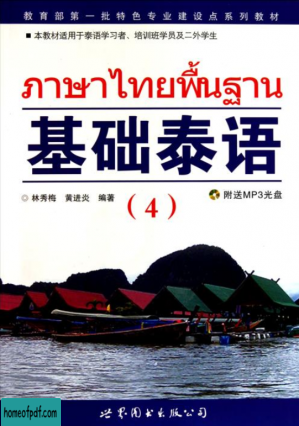 教育部第一批特色专业建设点系列教材
■本教材适用于泰语学习者、培训班学员及二外学生
ภาษาไทยพื้นฐาน
基础泰语
◎林秀梅 黄进炎 编著
(4)
附送MP3光盘
世界图书出版公司
homeofpdf.com